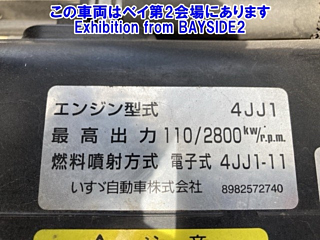 この車両はベイ第2会場にあります
Exhibition from BAYSIDE2
エンジン型式 4JJ1
最高出力 110/2800 kw/r.p.m.
燃料噴射方式 電子式 4JJ1-11
いすゞ自動車株式会社 8982572740
注意